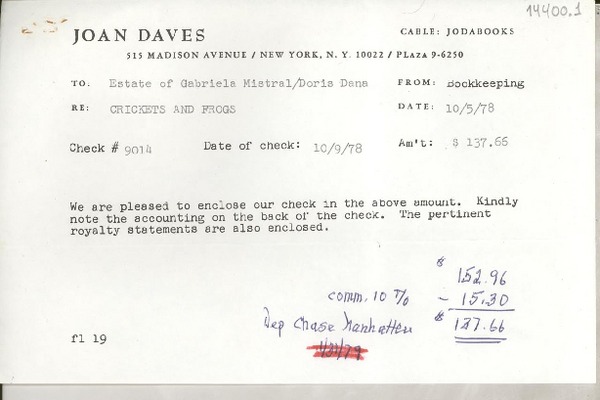 14400.1
JOAN DAVES
CABLE: JODABOOKS
515 MADISON AVENUE / NEW YORK, N. Y. 10022 / PLAZA 9-6250
TO: Estate of Gabriela Mistral/Doris Dana FROM: Bookkeeping
RE: CRICKETS AND FROGS DATE: 10/5/78
Check # 9014 Date of check: 10/9/78 Am't: $ 137.66
We are pleased to enclose our check in the above amount. Kindly
note the accounting on the back of the check. The pertinent
royalty statements are also enclosed.
$ 152.96
comm. 10 % - 15.30
Dep Chase Manhattan $ 137.66
fl 19